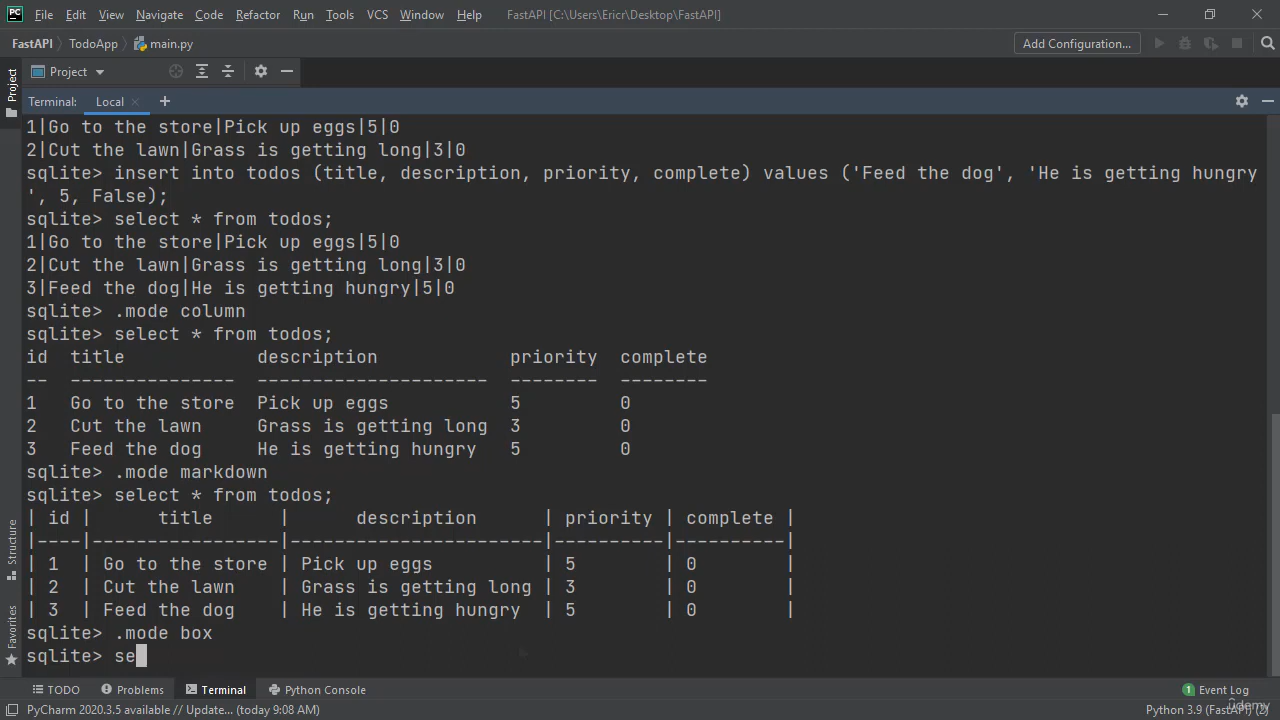 PC File Edit View Navigate Code Refactor Run Tools VCS Window Help FastAPI [C:\Users\Ericr\Desktop\FastAPI]
FastAPI TodoApp main.py Add Configuration...
Project
Terminal: Local
1|Go to the store|Pick up eggs|5|0
2|Cut the lawn|Grass is getting long|3|0
sqlite> insert into todos (title, description, priority, complete) values ('Feed the dog', 'He is getting hungry
', 5, False);
sqlite> select * from todos;
1|Go to the store|Pick up eggs|5|0
2|Cut the lawn|Grass is getting long|3|0
3|Feed the dog|He is getting hungry|5|0
sqlite> .mode column
sqlite> select * from todos;
id  title            description            priority  complete
--  ---------------  ---------------------  --------  --------
1   Go to the store  Pick up eggs           5         0
2   Cut the lawn     Grass is getting long  3         0
3   Feed the dog     He is getting hungry   5         0
sqlite> .mode markdown
sqlite> select * from todos;
| id |      title      |      description      | priority | complete |
|----|-----------------|-----------------------|----------|----------|
| 1  | Go to the store | Pick up eggs          | 5        | 0        |
| 2  | Cut the lawn    | Grass is getting long | 3        | 0        |
| 3  | Feed the dog    | He is getting hungry  | 5        | 0        |
sqlite> .mode box
sqlite> se
Project
Structure
Favorites
TODO Problems Terminal Python Console 1 Event Log
PyCharm 2020.3.5 available // Update... (today 9:08 AM) Python 3.9 (FastAPI) (2)
Udemy